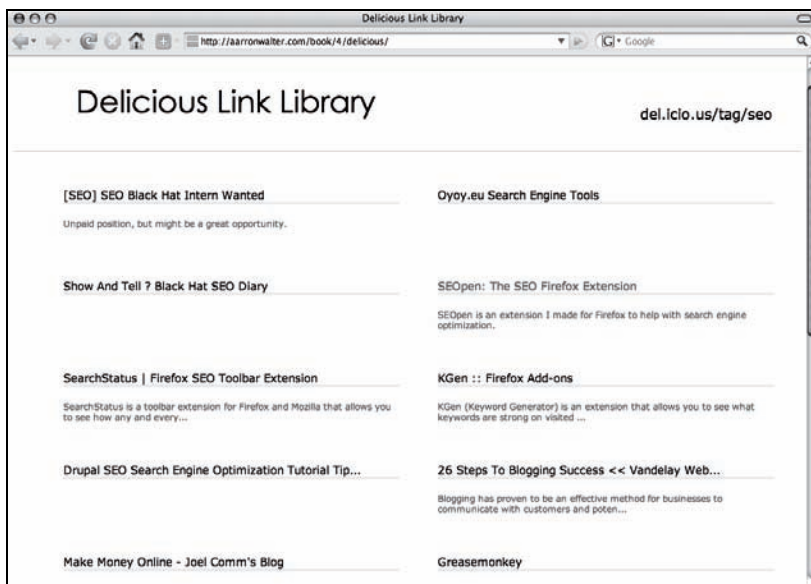 Delicious Link Library
http://aarronwalter.com/book/4/delicious/
G Google
Delicious Link Library
del.icio.us/tag/seo
[SEO] SEO Black Hat Intern Wanted
Unpaid position, but might be a great opportunity.
Oyoy.eu Search Engine Tools
Show And Tell ? Black Hat SEO Diary
SEOpen: The SEO Firefox Extension
SEOpen is an extension I made for Firefox to help with search engine
optimization.
SearchStatus | Firefox SEO Toolbar Extension
SearchStatus is a toolbar extension for Firefox and Mozilla that allows you
to see how any and every...
KGen :: Firefox Add-ons
KGen (Keyword Generator) is an extension that allows you to see what
keywords are strong on visited ...
Drupal SEO Search Engine Optimization Tutorial Tip...
26 Steps To Blogging Success << Vandelay Web...
Blogging has proven to be an effective method for businesses to
communicate with customers and poten...
Make Money Online - Joel Comm's Blog
Greasemonkey